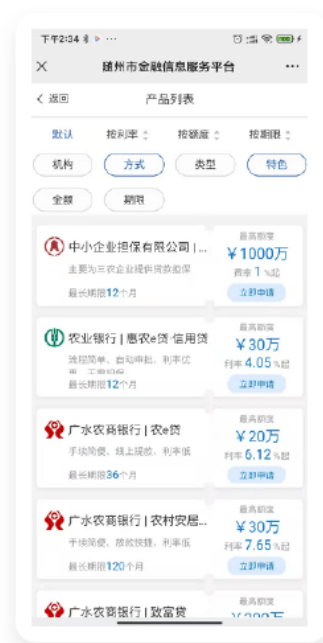 下午2:34
随州市金融信息服务平台
返回
产品列表
默认 按利率 按额度 按期限
机构 方式 类型 特色
金额 期限
中小企业担保有限公司 | ...
最高额度
¥1000万
主要为三农企业提供贷款担保
费率 1 %起
最长期限12个月
立即申请
农业银行 | 惠农e贷·信用贷
最高额度
¥30万
流程简单、自动审批、利率优
利率 4.05 %起
最长期限12个月
立即申请
广水农商银行 | 农e贷
最高额度
¥20万
手续简便、线上提款、利率低
利率 6.12 %起
最长期限36个月
立即申请
广水农商银行 | 农村安居...
最高额度
¥30万
手续简便、放款快捷、利率低
利率 7.65 %起
最长期限120个月
立即申请
广水农商银行 | 致富贷
最高额度